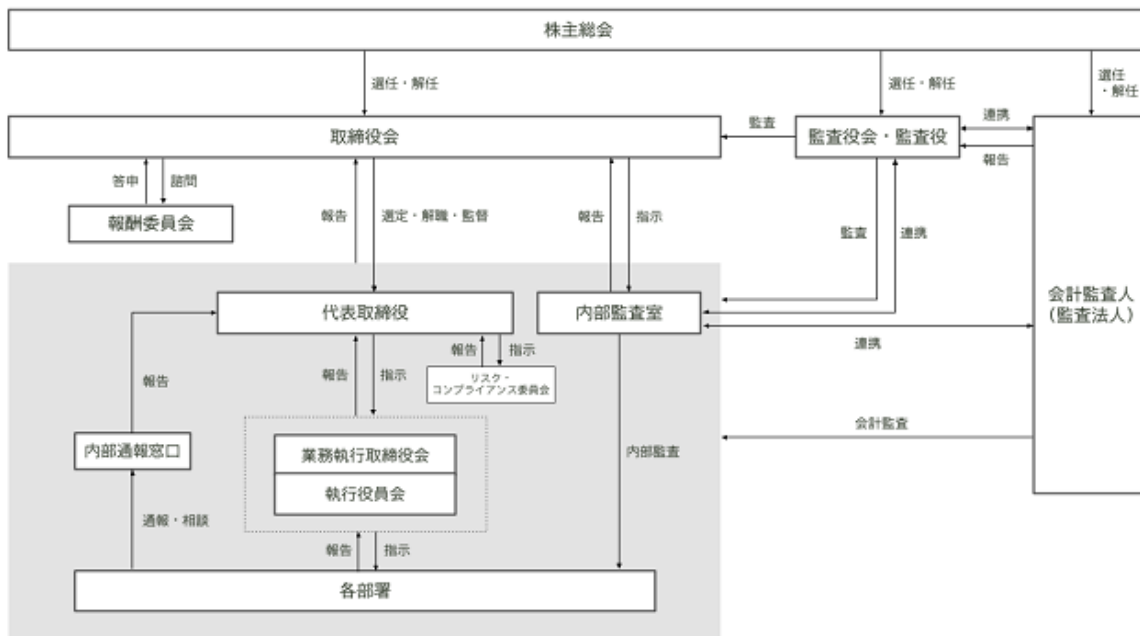 株主総会
選任・解任
選任・解任
選任
・解任
取締役会
監査
監査役会・監査役
連携
報告
答申
諮問
報酬委員会
報告
選定・解職・監督
報告
指示
監査
連携
代表取締役
内部監査室
会計監査人
（監査法人）
連携
報告
報告
指示
報告
指示
リスク・
コンプライアンス委員会
会計監査
内部通報窓口
業務執行取締役会
執行役員会
内部監査
通報・相談
報告
指示
各部署